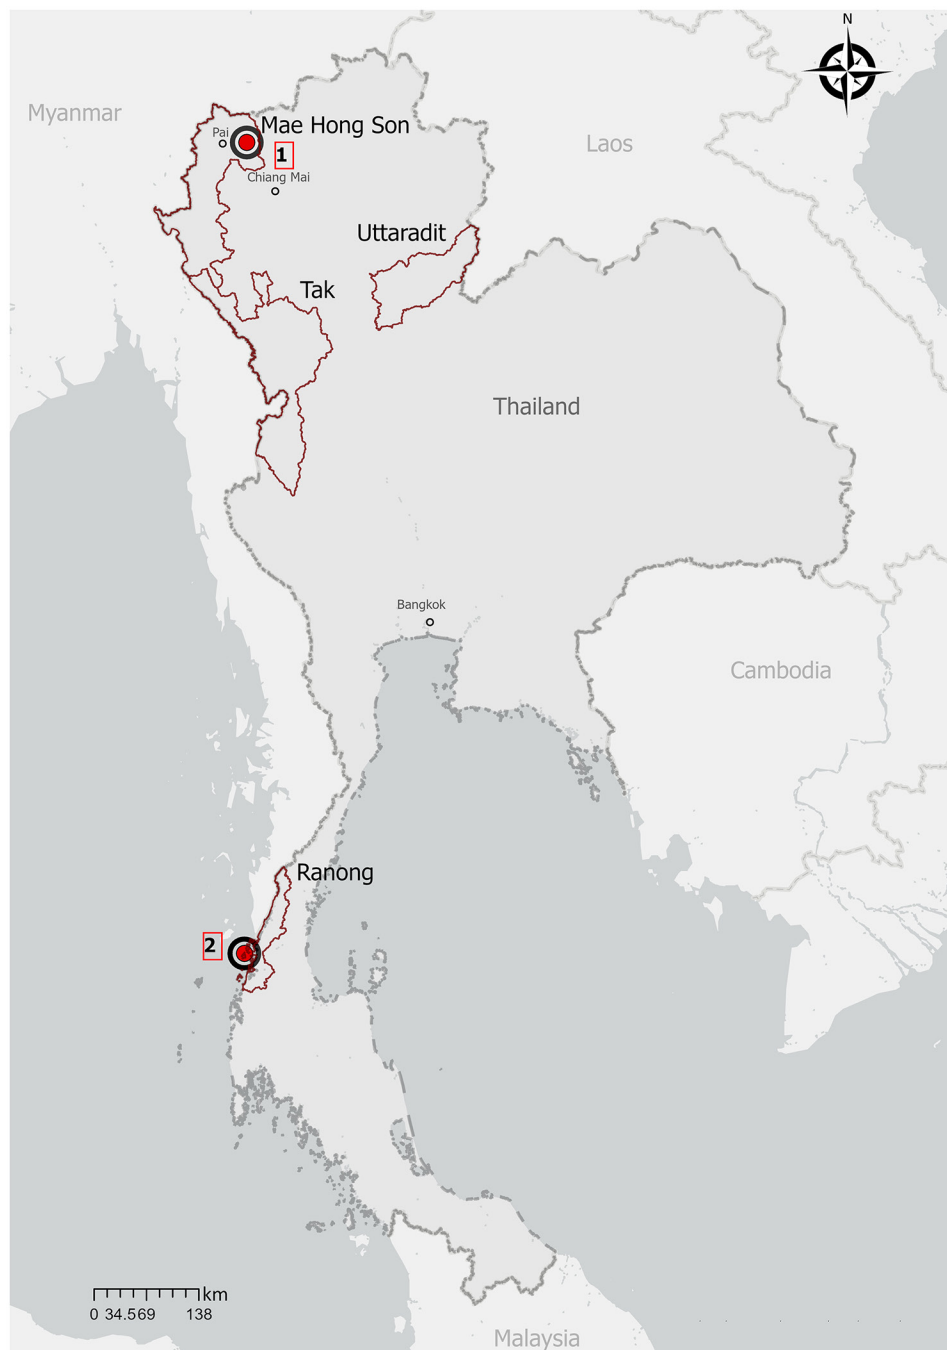 N
Myanmar
Pai
Mae Hong Son
1
Laos
Chiang Mai
Uttaradit
Tak
Thailand
Bangkok
Cambodia
Ranong
2
km
0 34.569 138
Malaysia